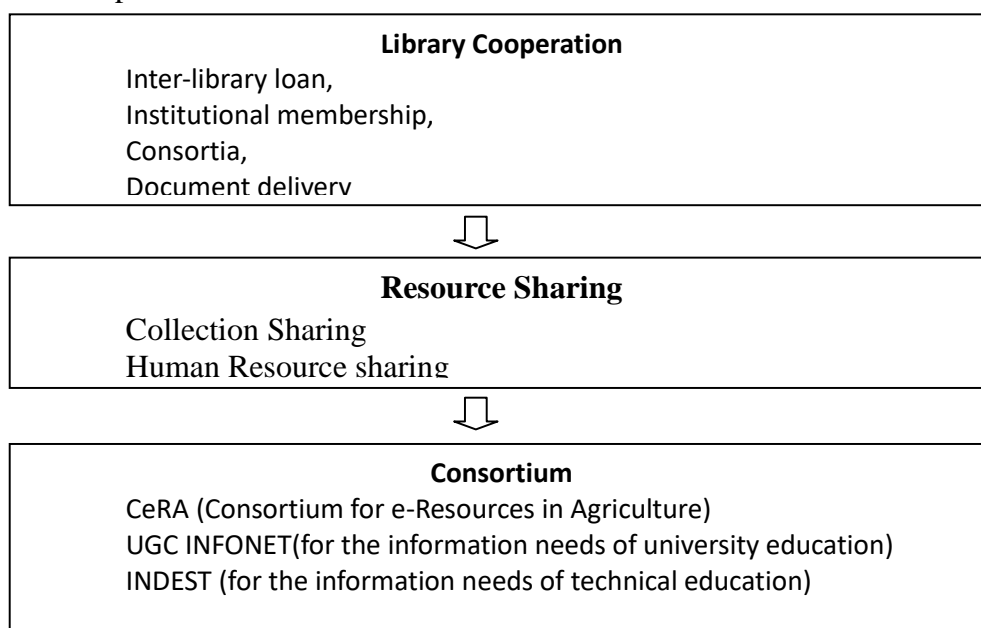 Library Cooperation
Inter-library loan,
Institutional membership,
Consortia,
Document delivery
Resource Sharing
Collection Sharing
Human Resource sharing
Consortium
CeRA (Consortium for e-Resources in Agriculture)
UGC INFONET(for the information needs of university education)
INDEST (for the information needs of technical education)